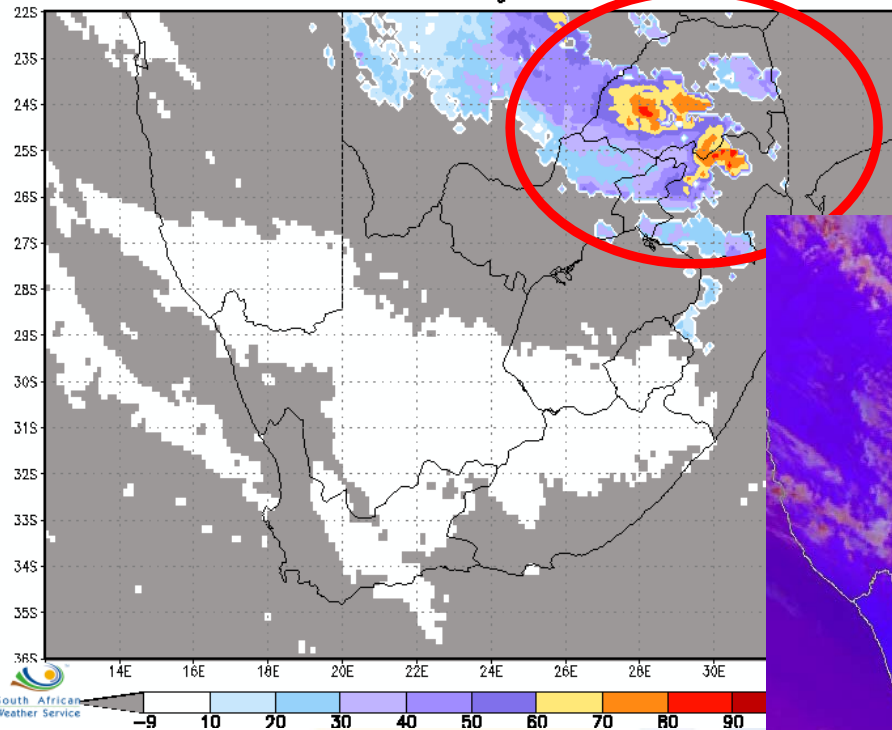 22S
23S
24S
25S
26S
27S
28S
29S
30S
31S
32S
33S
34S
35S
36S
14E 16E 18E 20E 22E 24E 26E 28E 30E
South African
Weather Service
-9 10 20 30 40 50 60 70 80 90